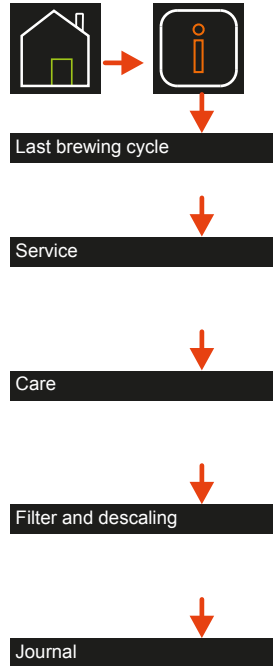 Last brewing cycle
Service
Care
Filter and descaling
Journal